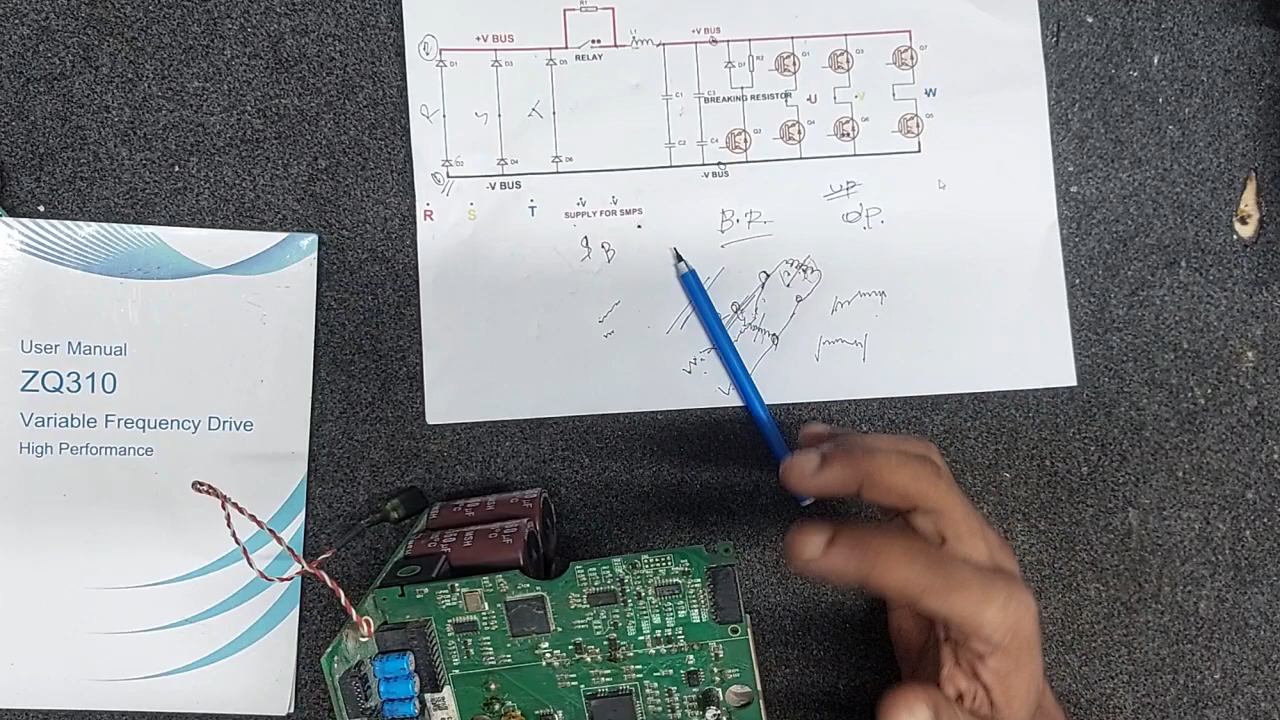 R1
+V BUS
+V BUS
L1
RELAY
D1
D3
D5
D7
R2
Q1
Q3
Q7
C1
C3
BREAKING RESISTOR
U
V
W
D2
D4
D6
C2
C4
Q2
Q4
Q6
Q5
-V BUS
-V BUS
R
S
T
SUPPLY FOR SMPS
B.R.
UP
O.P.
User Manual
ZQ310
Variable Frequency Drive
High Performance